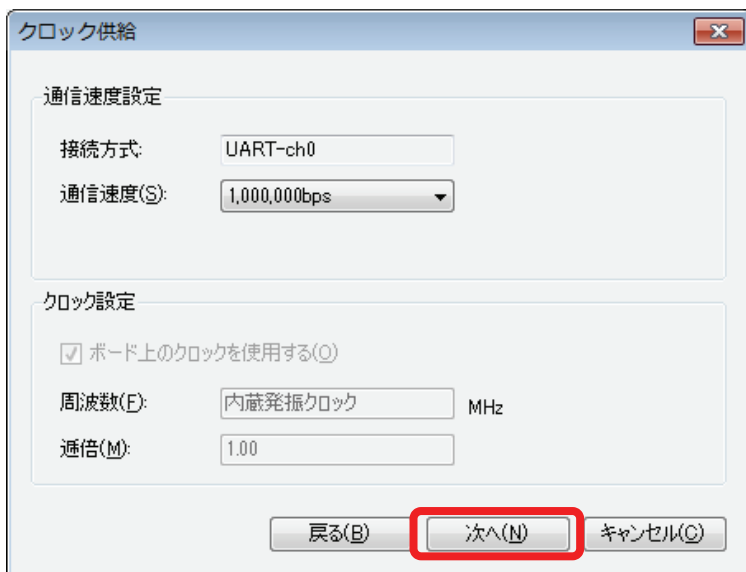 クロック供給
通信速度設定
接続方式: UART-ch0
通信速度(S): 1,000,000bps
クロック設定
ボード上のクロックを使用する(O)
周波数(F): 内蔵発振クロック MHz
逓倍(M): 1.00
戻る(B) 次へ(N) キャンセル(C)